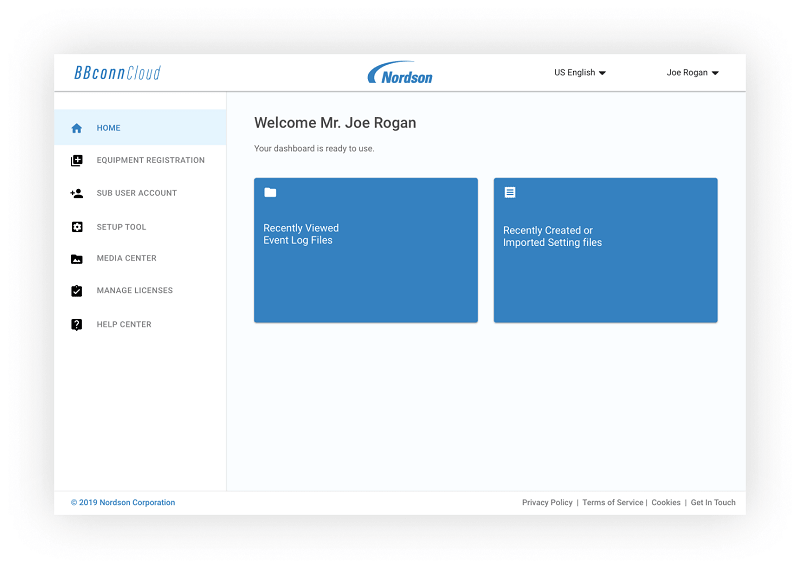 BBconnCloud
Nordson
US English
Joe Rogan
HOME
EQUIPMENT REGISTRATION
SUB USER ACCOUNT
SETUP TOOL
MEDIA CENTER
MANAGE LICENSES
HELP CENTER
Welcome Mr. Joe Rogan
Your dashboard is ready to use.
Recently Viewed
Event Log Files
Recently Created or
Imported Setting files
© 2019 Nordson Corporation
Privacy Policy | Terms of Service | Cookies | Get In Touch